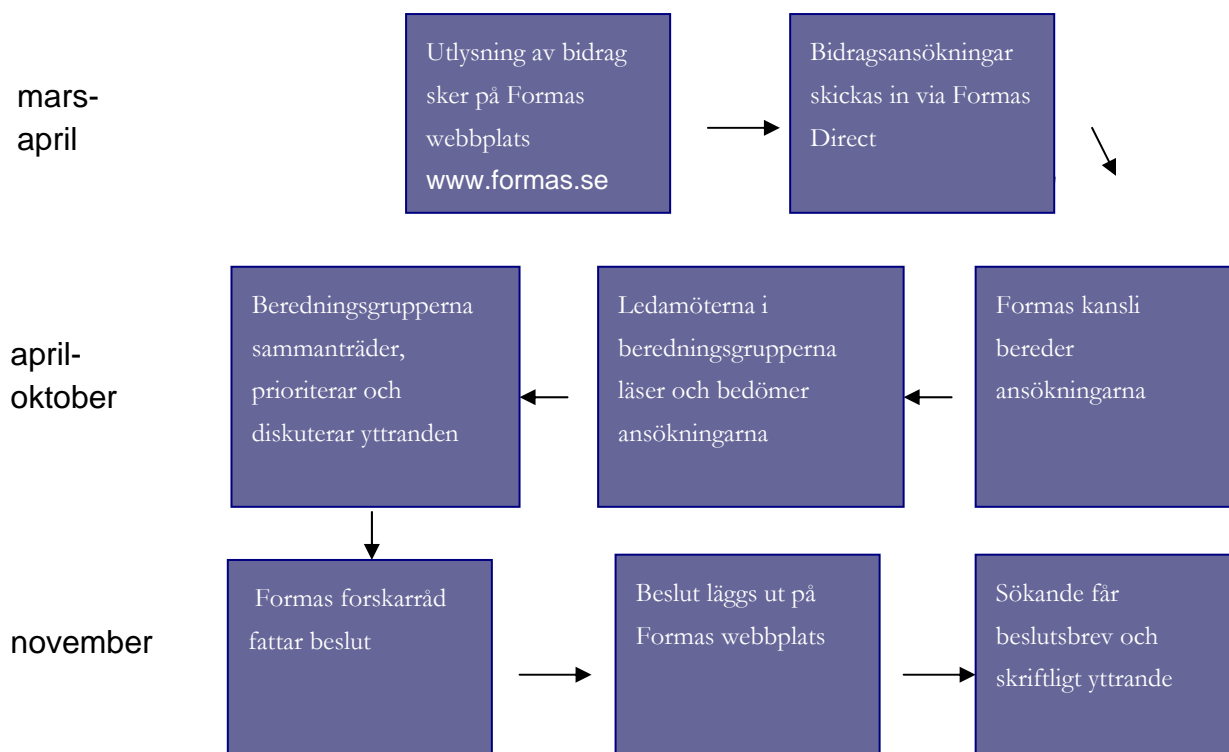 mars-
april
Utlysning av bidrag
sker på Formas
webbplats
www.formas.se
Bidragsansökningar
skickas in via Formas
Direct
april-
oktober
Beredningsgrupperna
sammanträder,
prioriterar och
diskuterar yttranden
Ledamöterna i
beredningsgrupperna
läser och bedömer
ansökningarna
Formas kansli
bereder
ansökningarna
november
Formas forskarråd
fattar beslut
Beslut läggs ut på
Formas webbplats
Sökande får
beslutsbrev och
skriftligt yttrande